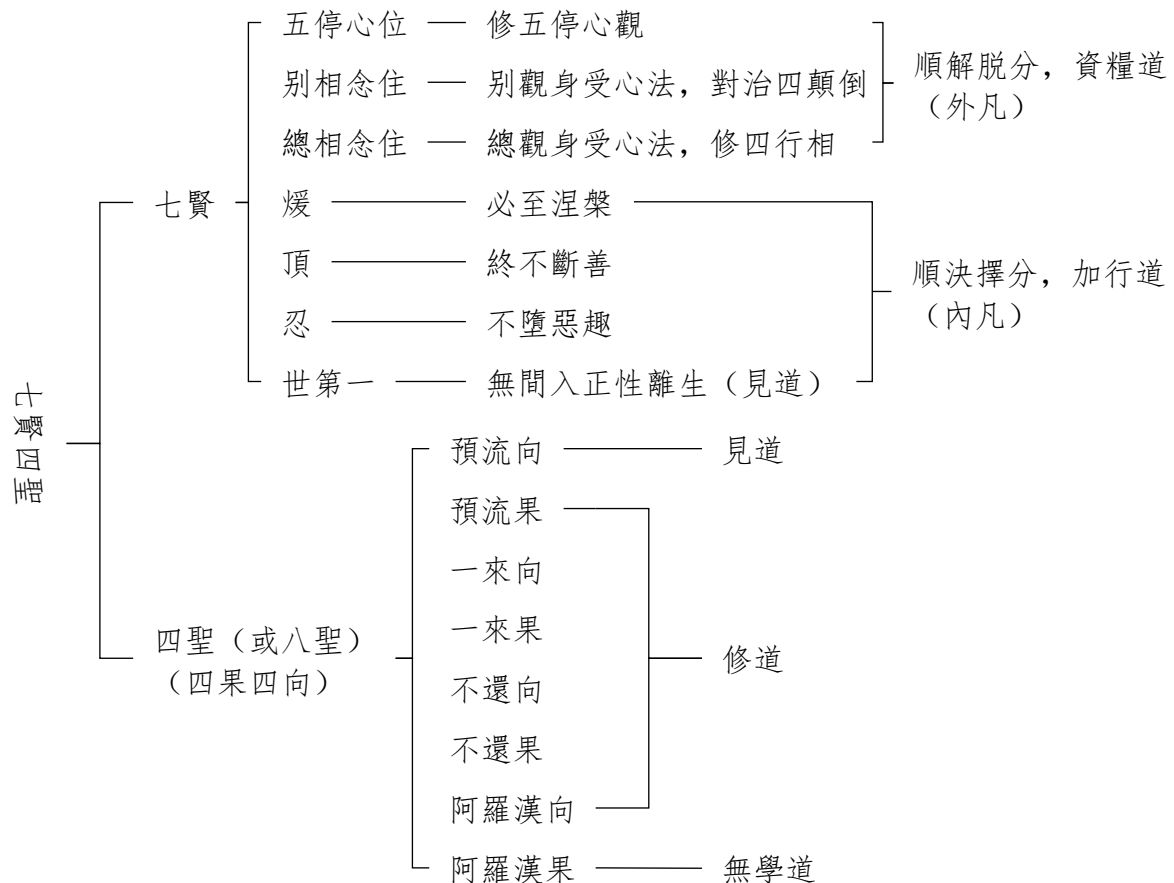 七賢四聖
七賢
五停心位 修五停心觀
别相念住 别觀身受心法，對治四顛倒
總相念住 總觀身受心法，修四行相
順解脱分，資糧道
（外凡）
煖 必至涅槃
頂 終不斷善
忍 不墮惡趣
世第一 無間入正性離生（見道）
順決擇分，加行道
（內凡）
四聖（或八聖）
（四果四向）
預流向 見道
預流果
一來向
一來果
不還向
不還果
阿羅漢向
修道
阿羅漢果 無學道